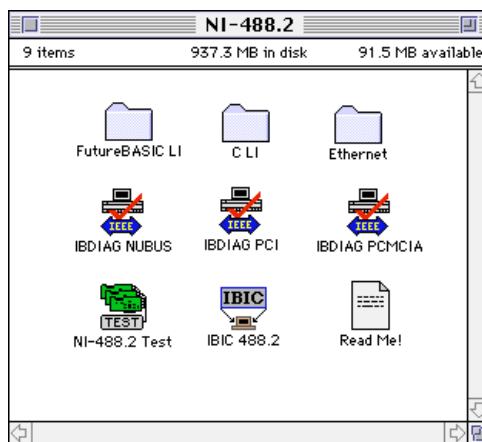 NI-488.2
9 items 937.3 MB in disk 91.5 MB available
FutureBASIC LI C LI Ethernet
IEEE IEEE IEEE
IBDIAG NUBUS IBDIAG PCI IBDIAG PCMCIA
TEST IBIC
NI-488.2 Test IBIC 488.2 Read Me!